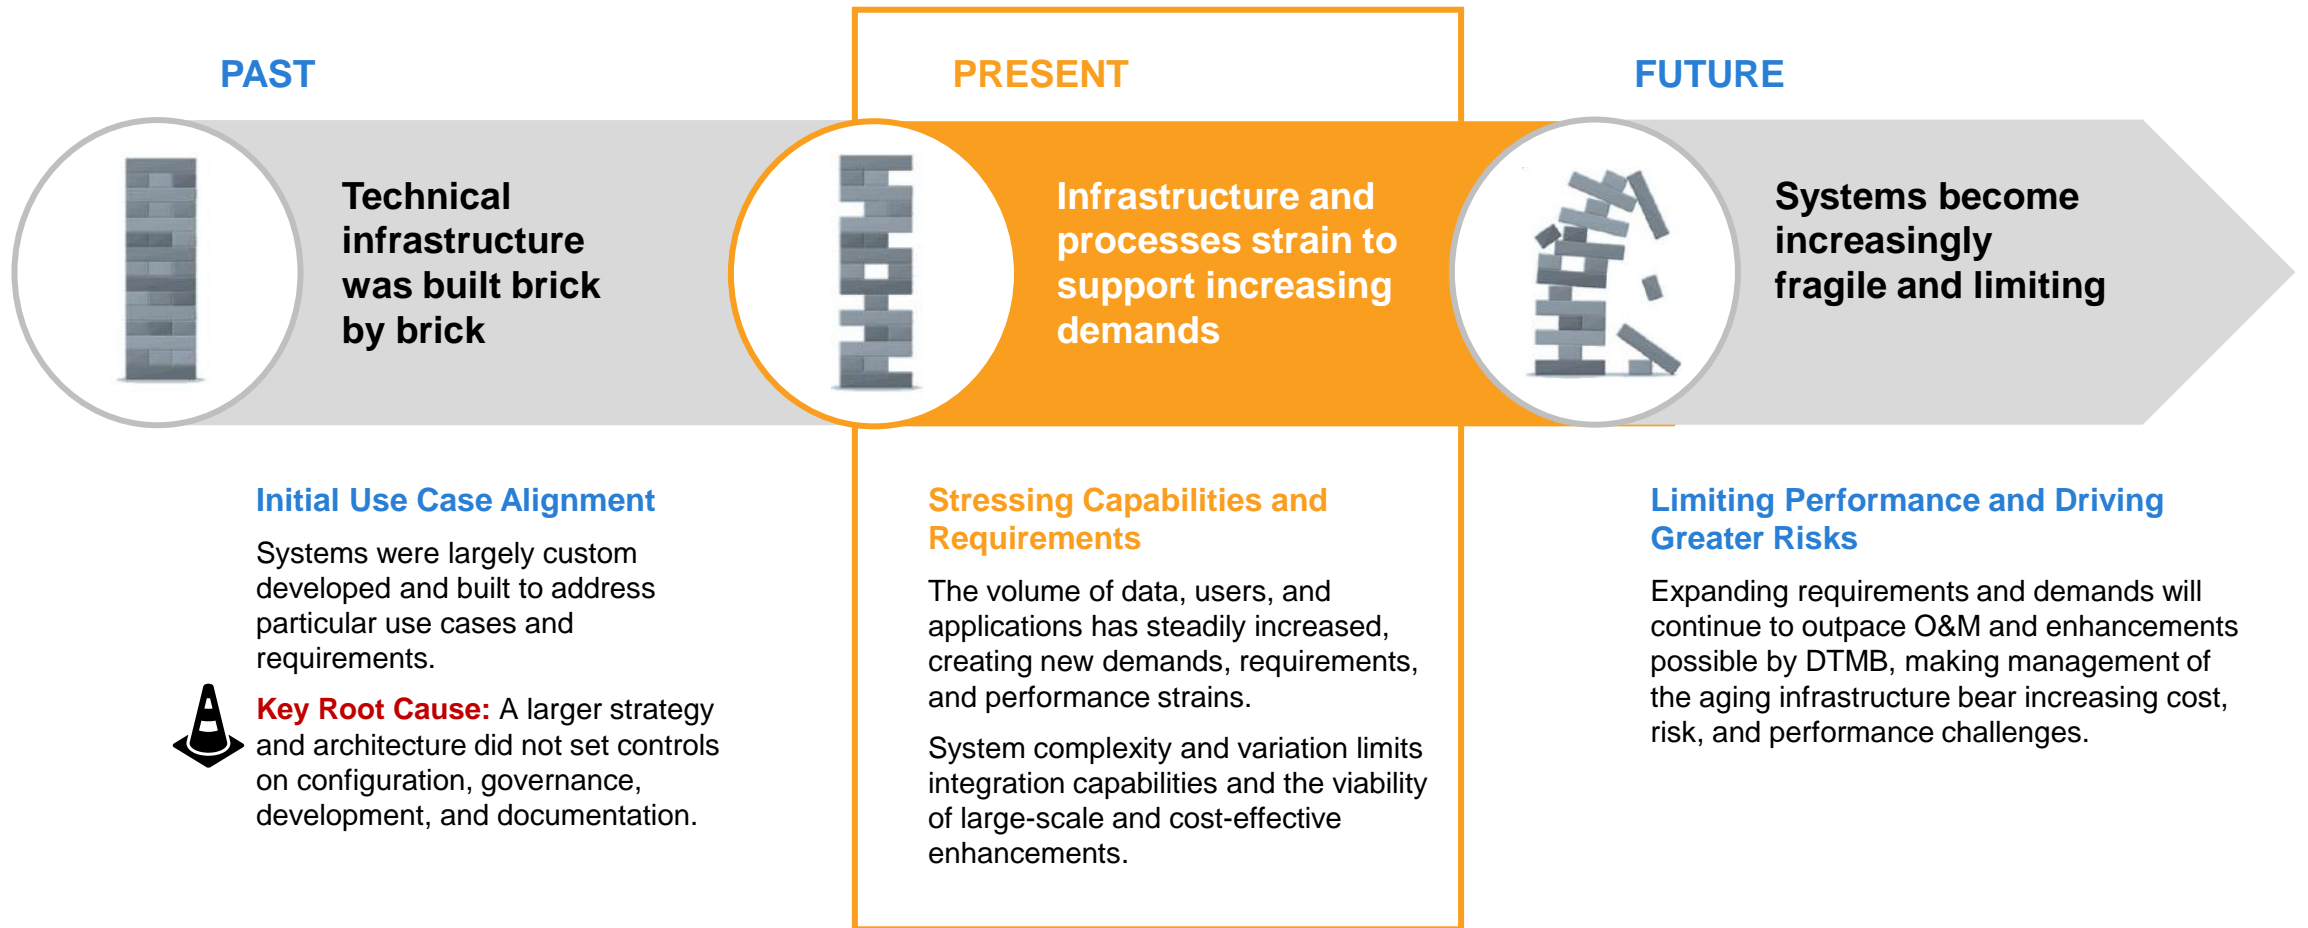 PAST
Technical
infrastructure
was built brick
by brick
Initial Use Case Alignment
Systems were largely custom
developed and built to address
particular use cases and
requirements.
Key Root Cause: A larger strategy
and architecture did not set controls
on configuration, governance,
development, and documentation.
PRESENT
Infrastructure and
processes strain to
support increasing
demands
Stressing Capabilities and
Requirements
The volume of data, users, and
applications has steadily increased,
creating new demands, requirements,
and performance strains.
System complexity and variation limits
integration capabilities and the viability
of large-scale and cost-effective
enhancements.
FUTURE
Systems become
increasingly
fragile and limiting
Limiting Performance and Driving
Greater Risks
Expanding requirements and demands will
continue to outpace O&M and enhancements
possible by DTMB, making management of
the aging infrastructure bear increasing cost,
risk, and performance challenges.